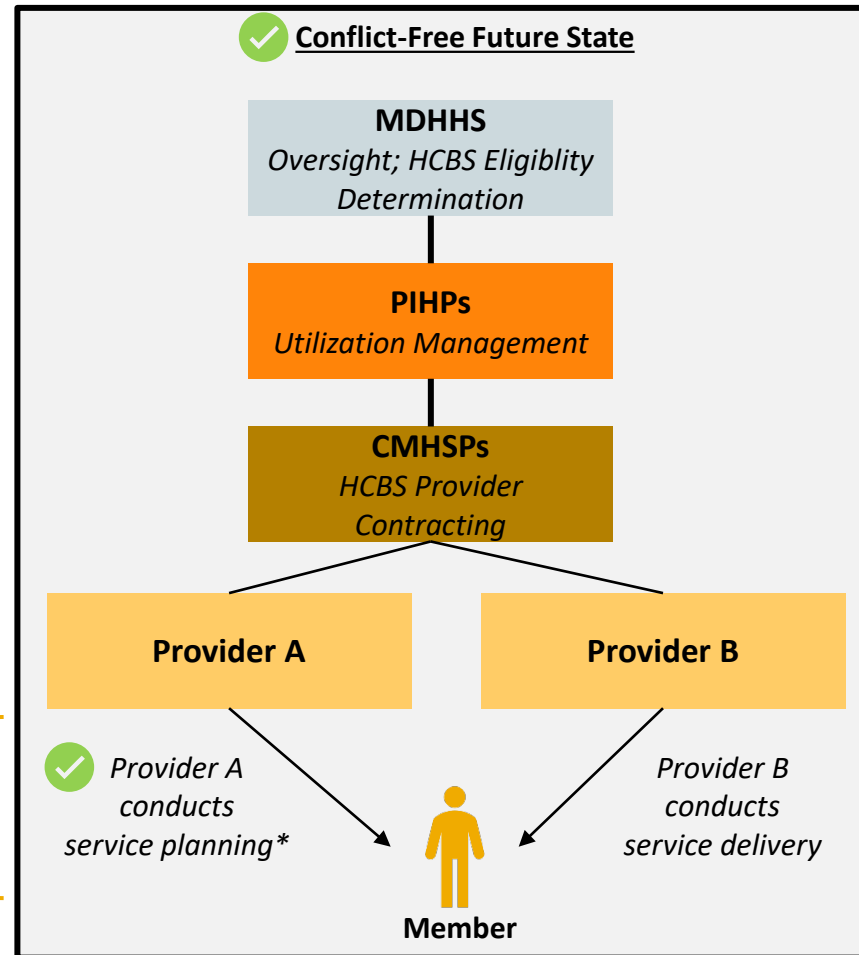 Conflict-Free Future State
MDHHS
Oversight; HCBS Eligiblity
Determination
PIHPs
Utilization Management
CMHSPs
HCBS Provider
Contracting
Provider A
Provider B
Provider A
conducts
service planning*
Provider B
conducts
service delivery
Member